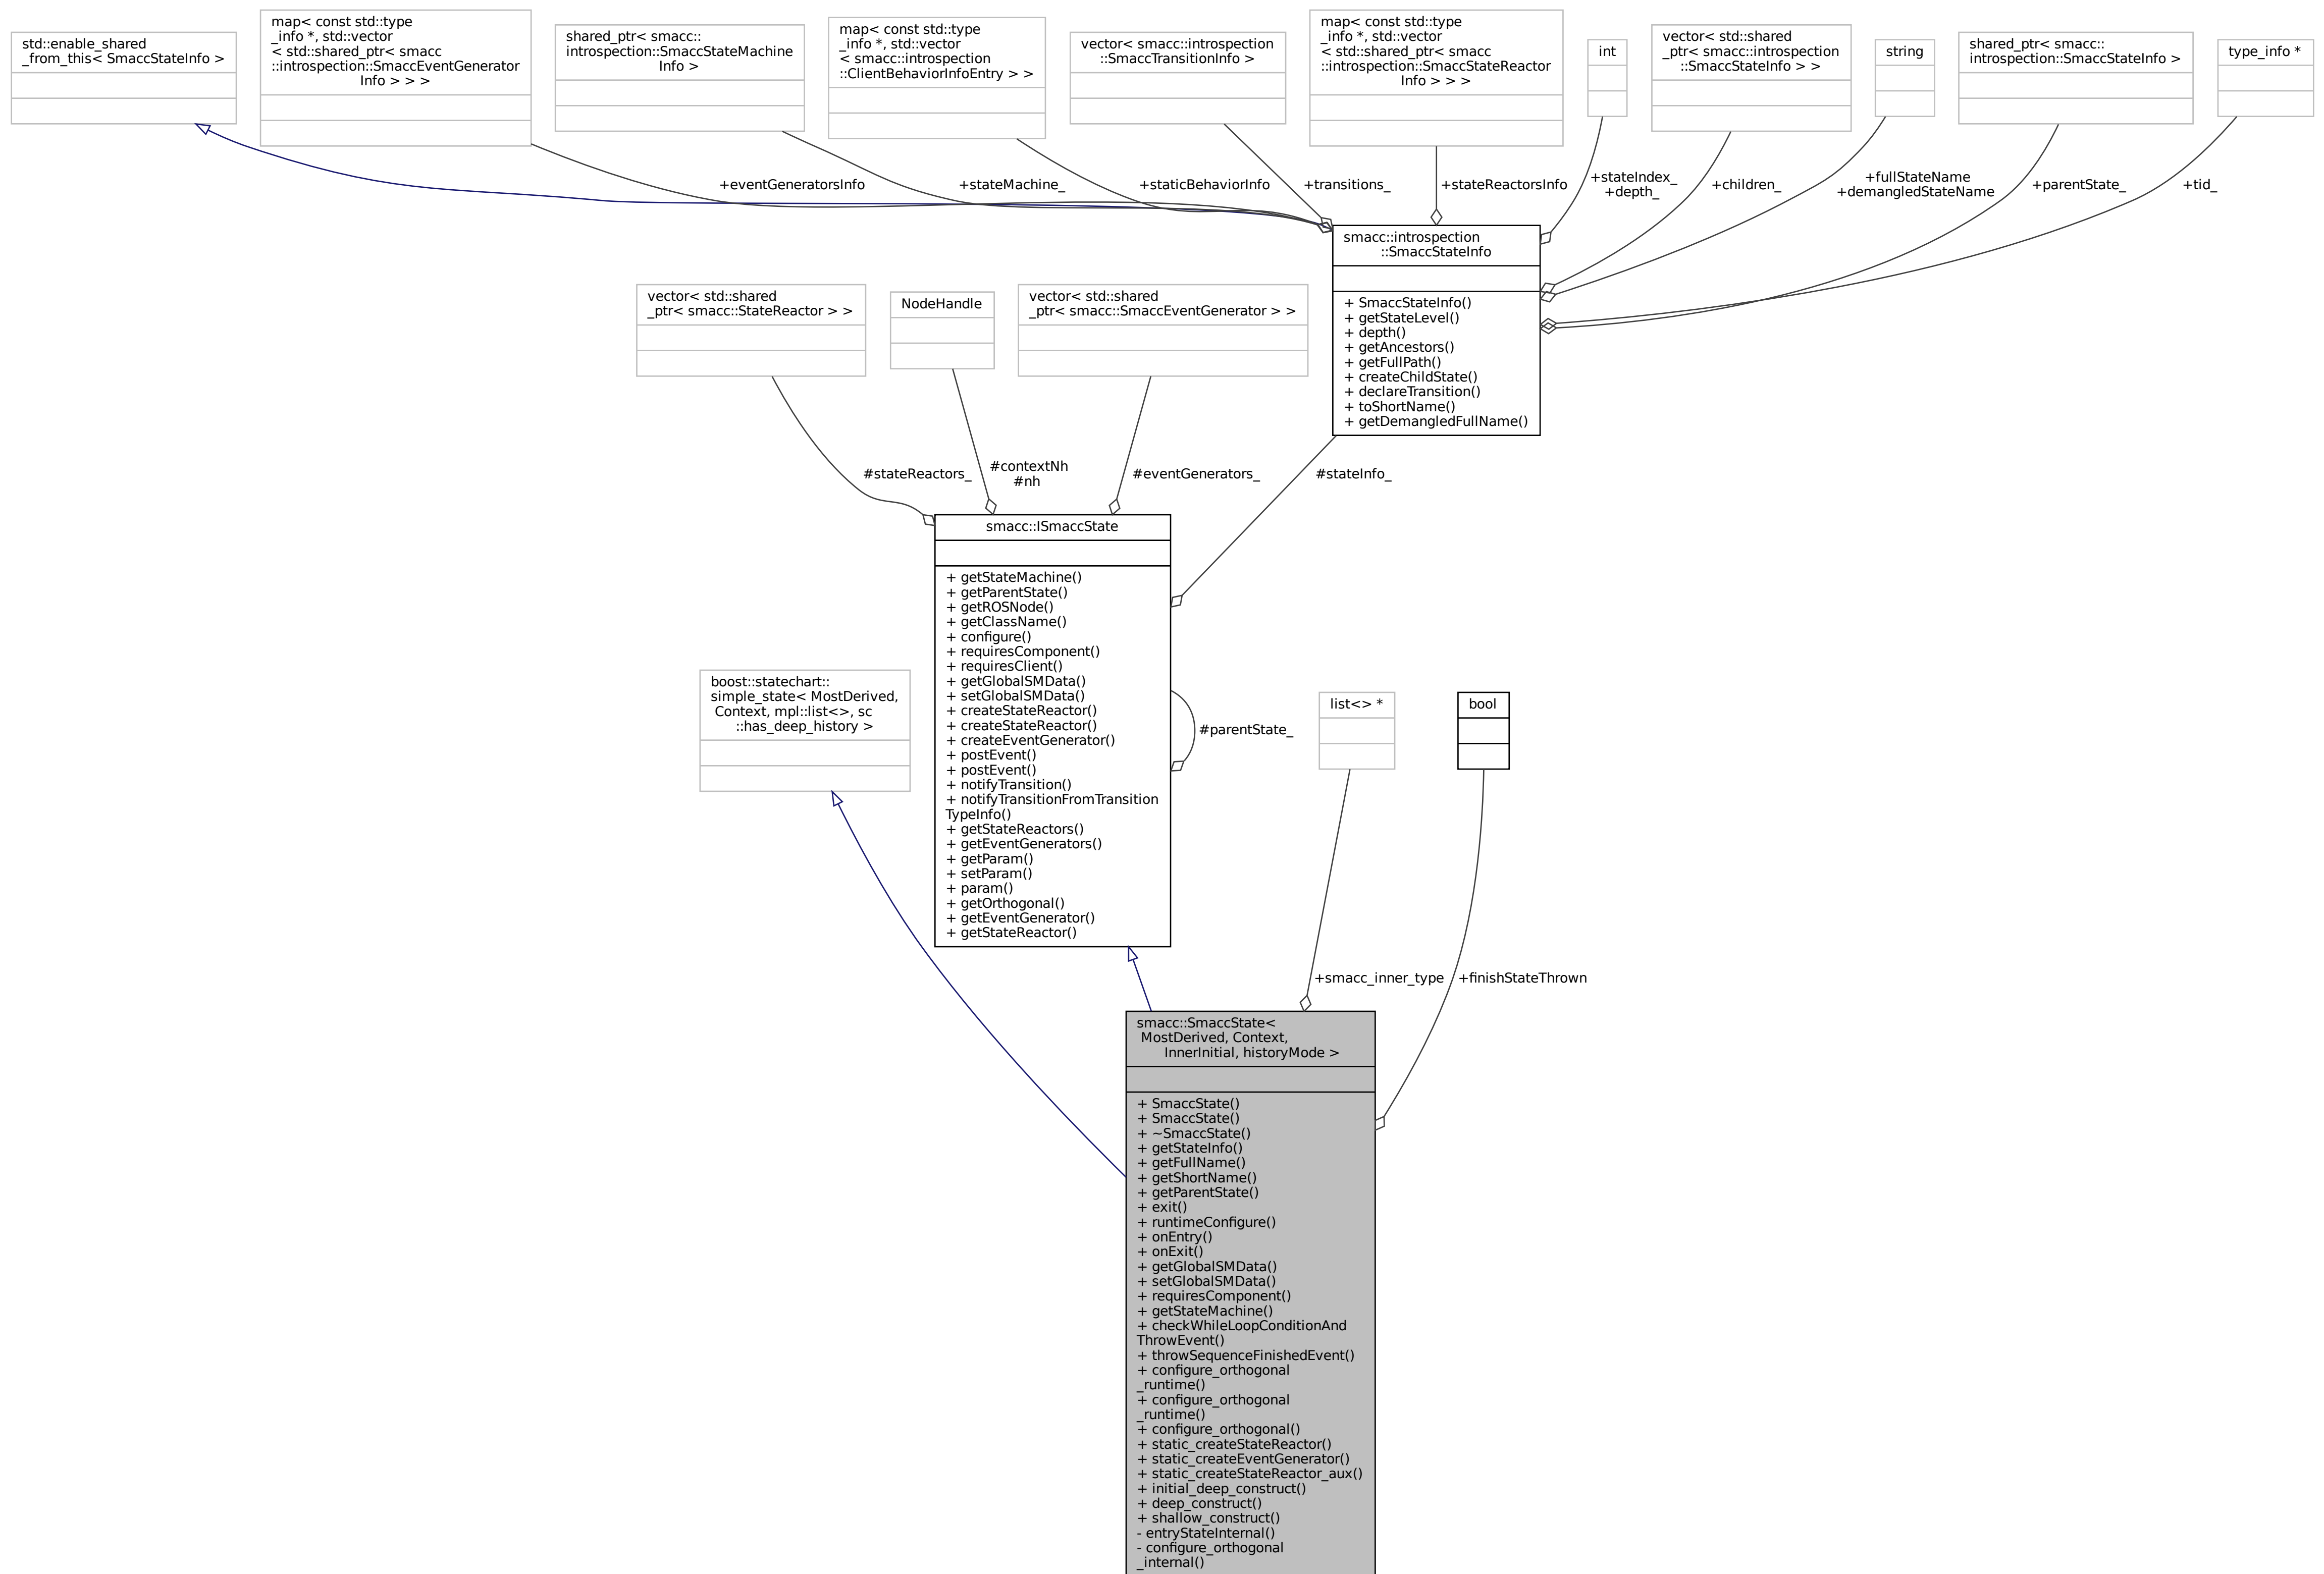 std::enable_shared
_from_this< SmaccStateInfo >
map< const std::type
_info *, std::vector
< std::shared_ptr< smacc
::introspection::SmaccEventGenerator
Info > > >
shared_ptr< smacc::
introspection::SmaccStateMachine
Info >
map< const std::type
_info *, std::vector
< smacc::introspection
::ClientBehaviorInfoEntry > >
vector< smacc::introspection
::SmaccTransitionInfo >
map< const std::type
_info *, std::vector
< std::shared_ptr< smacc
::introspection::SmaccStateReactor
Info > > >
int
vector< std::shared
_ptr< smacc::introspection
::SmaccStateInfo > >
string
shared_ptr< smacc::
introspection::SmaccStateInfo >
type_info *
+eventGeneratorsInfo
+stateMachine_
+staticBehaviorInfo
+transitions_
+stateReactorsInfo
+stateIndex_
+depth_
+children_
+fullStateName
+demangledStateName
+parentState_
+tid_
smacc::introspection
::SmaccStateInfo
+ SmaccStateInfo()
+ getStateLevel()
+ depth()
+ getAncestors()
+ getFullPath()
+ createChildState()
+ declareTransition()
+ toShortName()
+ getDemangledFullName()
vector< std::shared
_ptr< smacc::StateReactor > >
NodeHandle
vector< std::shared
_ptr< smacc::SmaccEventGenerator > >
#stateReactors_
#contextNh
#nh
#eventGenerators_
#stateInfo_
smacc::ISmaccState
+ getStateMachine()
+ getParentState()
+ getROSNode()
+ getClassName()
+ configure()
+ requiresComponent()
+ requiresClient()
+ getGlobalSMData()
+ setGlobalSMData()
+ createStateReactor()
+ createStateReactor()
+ createEventGenerator()
+ postEvent()
+ postEvent()
+ notifyTransition()
+ notifyTransitionFromTransition
TypeInfo()
+ getStateReactors()
+ getEventGenerators()
+ getParam()
+ setParam()
+ param()
+ getOrthogonal()
+ getEventGenerator()
+ getStateReactor()
#parentState_
boost::statechart::
simple_state< MostDerived,
Context, mpl::list<>, sc
::has_deep_history >
list<> *
bool
+smacc_inner_type
+finishStateThrown
smacc::SmaccState<
MostDerived, Context,
InnerInitial, historyMode >
+ SmaccState()
+ SmaccState()
+ ~SmaccState()
+ getStateInfo()
+ getFullName()
+ getShortName()
+ getParentState()
+ exit()
+ runtimeConfigure()
+ onEntry()
+ onExit()
+ getGlobalSMData()
+ setGlobalSMData()
+ requiresComponent()
+ getStateMachine()
+ checkWhileLoopConditionAnd
ThrowEvent()
+ throwSequenceFinishedEvent()
+ configure_orthogonal
_runtime()
+ configure_orthogonal
_runtime()
+ configure_orthogonal()
+ static_createStateReactor()
+ static_createEventGenerator()
+ static_createStateReactor_aux()
+ initial_deep_construct()
+ deep_construct()
+ shallow_construct()
- entryStateInternal()
- configure_orthogonal
_internal()